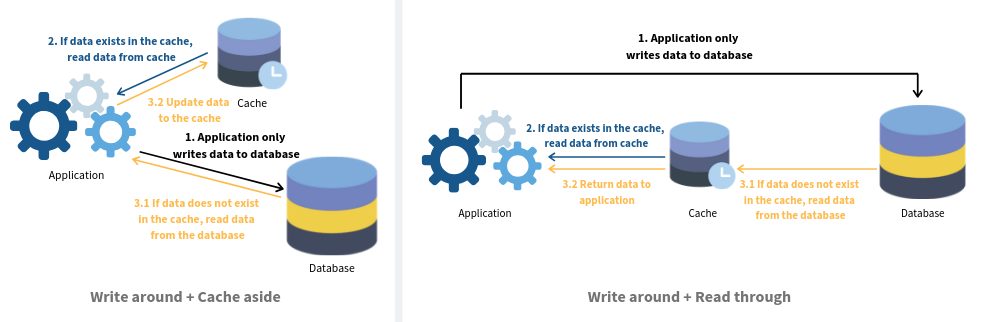 2. If data exists in the cache,
read data from cache
3.2 Update data
to the cache
Cache
1. Application only
writes data to database
Application
3.1 If data does not exist
in the cache, read data
from the database
Database
Write around + Cache aside
1. Application only
writes data to database
2. If data exists in the cache,
read data from cache
3.2 Return data to
application
3.1 If data does not exist
in the cache, read data
from the database
Application
Cache
Database
Write around + Read through